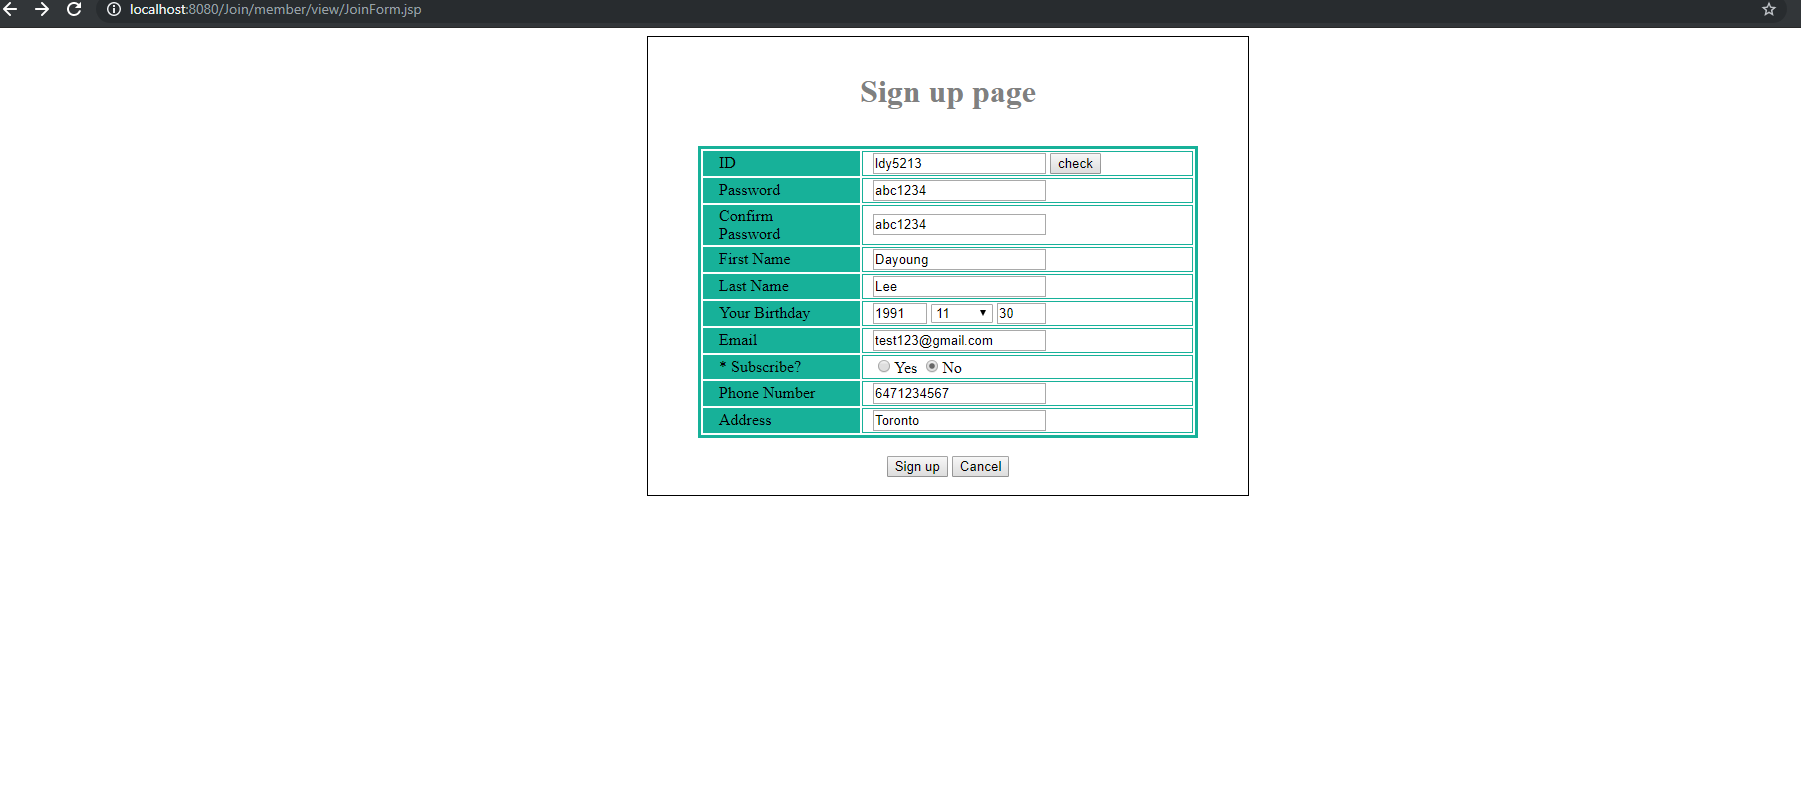 localhost:8080/Join/member/view/JoinForm.jsp
Sign up page
ID ldy5213 check
Password abc1234
Confirm
Password abc1234
First Name Dayoung
Last Name Lee
Your Birthday 1991 11 30
Email test123@gmail.com
* Subscribe? Yes No
Phone Number 6471234567
Address Toronto
Sign up Cancel